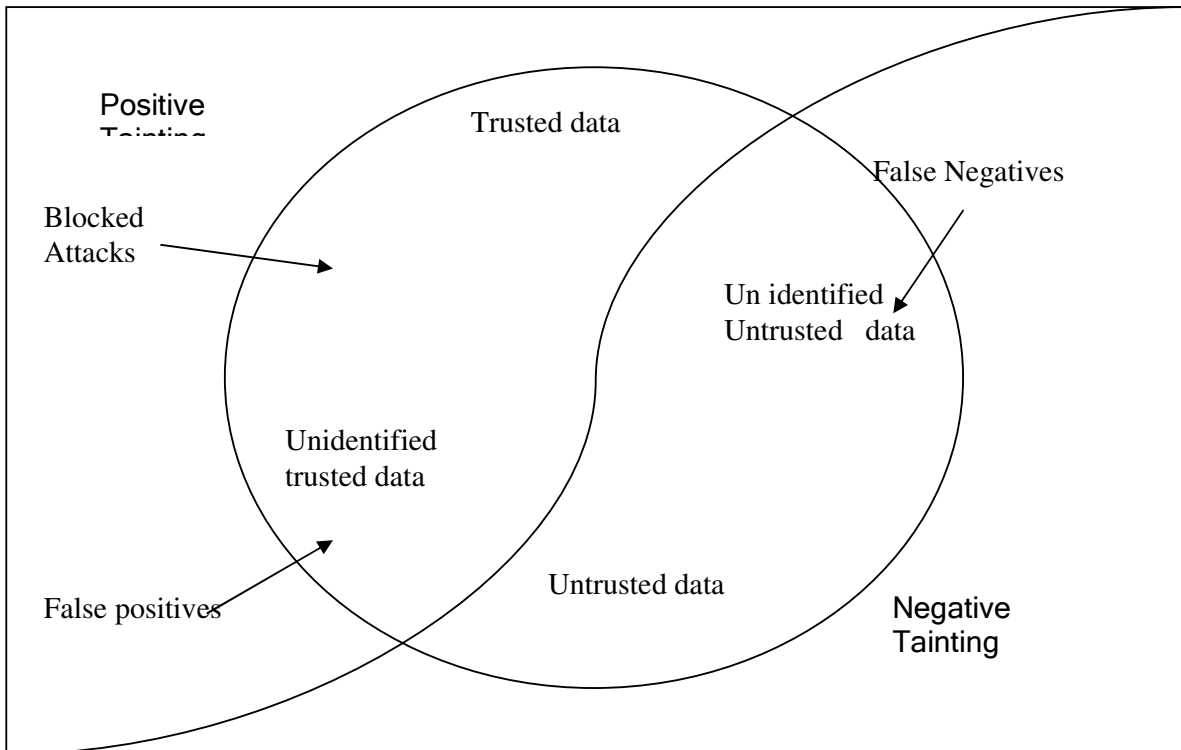 Positive
Tainting
Trusted data
False Negatives
Blocked
Attacks
Un identified
Untrusted data
Unidentified
trusted data
Untrusted data
False positives
Negative
Tainting